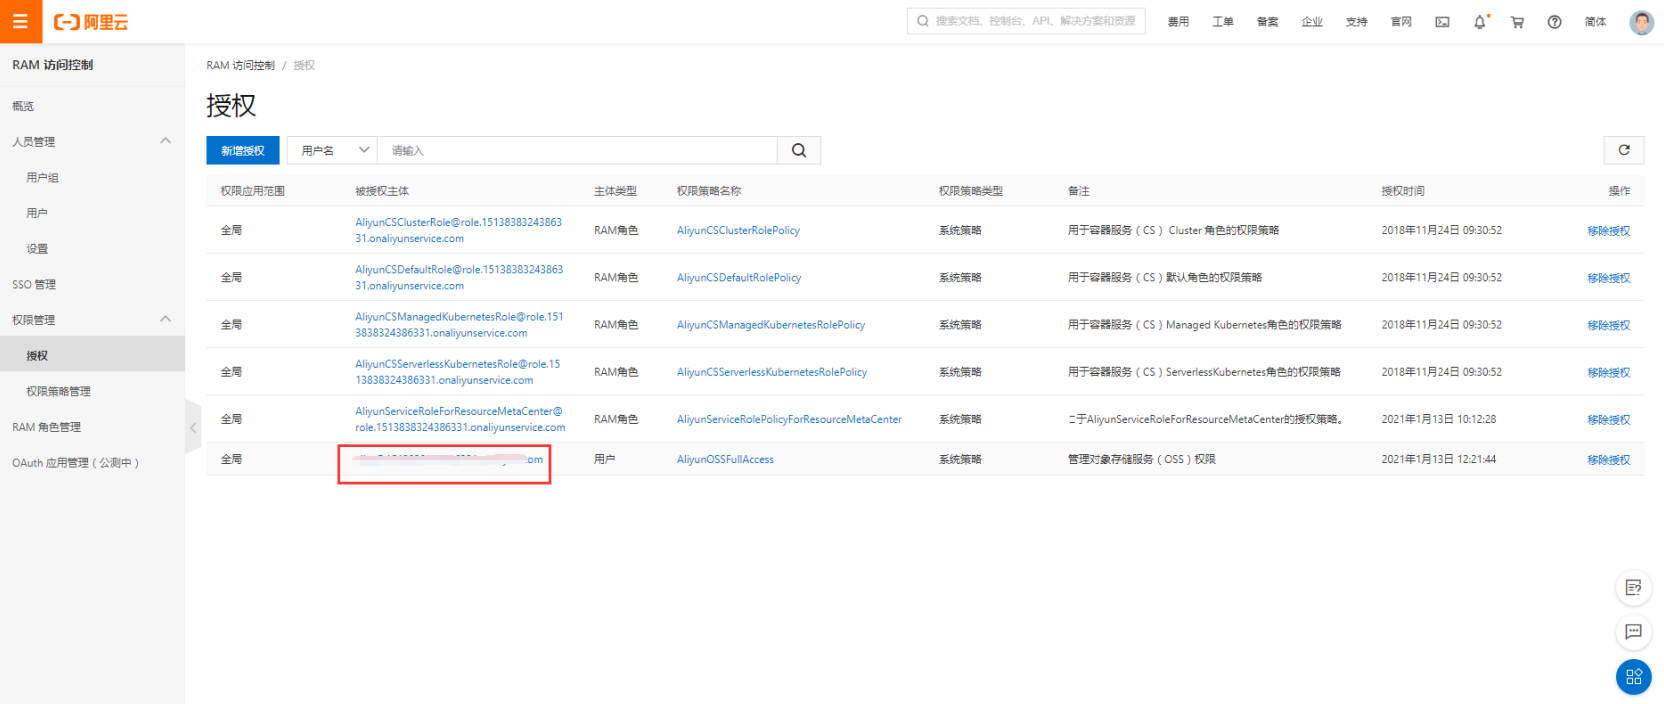 阿里云
搜索文档、控制台、API、解决方案和资源
费用 工单 备案 企业 支持 官网 简体
RAM 访问控制
概览
人员管理
用户组
用户
设置
SSO 管理
权限管理
授权
权限策略管理
RAM 角色管理
OAuth 应用管理（公测中）
RAM 访问控制 / 授权
授权
新增授权 用户名 请输入
权限应用范围 被授权主体 主体类型 权限策略名称 权限策略类型 备注 授权时间 操作
全局 AliyunCSClusterRole@role.15138383243863 RAM角色 AliyunCSClusterRolePolicy 系统策略 用于容器服务（CS） Cluster 角色的权限策略 2018年11月24日 09:30:52 移除授权
31.onaliyunservice.com
全局 AliyunCSDefaultRole@role.15138383243863 RAM角色 AliyunCSDefaultRolePolicy 系统策略 用于容器服务（CS）默认角色的权限策略 2018年11月24日 09:30:52 移除授权
31.onaliyunservice.com
全局 AliyunCSManagedKubernetesRole@role.151 RAM角色 AliyunCSManagedKubernetesRolePolicy 系统策略 用于容器服务（CS）Managed Kubernetes角色的权限策略 2018年11月24日 09:30:52 移除授权
3838324386331.onaliyunservice.com
全局 AliyunCSServerlessKubernetesRole@role.15 RAM角色 AliyunCSServerlessKubernetesRolePolicy 系统策略 用于容器服务（CS）ServerlessKubernetes角色的权限策略 2018年11月24日 09:30:52 移除授权
13838324386331.onaliyunservice.com
全局 AliyunServiceRoleForResourceMetaCenter@ RAM角色 AliyunServiceRolePolicyForResourceMetaCenter 系统策略 于AliyunServiceRoleForResourceMetaCenter的授权策略。 2021年1月13日 10:12:28 移除授权
role.1513838324386331.onaliyunservice.com
全局 om 用户 AliyunOSSFullAccess 系统策略 管理对象存储服务（OSS）权限 2021年1月13日 12:21:44 移除授权